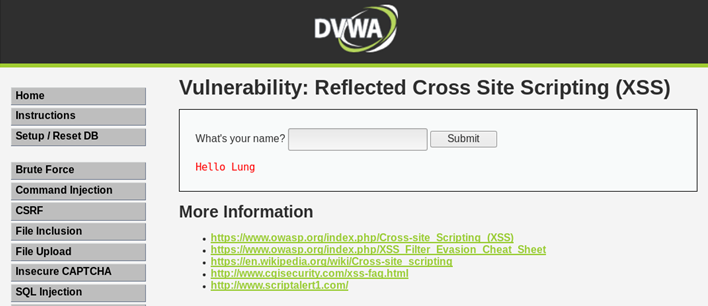 DVWA
Vulnerability: Reflected Cross Site Scripting (XSS)
Home
Instructions
Setup / Reset DB
Brute Force
Command Injection
CSRF
File Inclusion
File Upload
Insecure CAPTCHA
SQL Injection
What's your name? Submit
Hello Lung
More Information
https://www.owasp.org/index.php/Cross-site_Scripting_(XSS)
https://www.owasp.org/index.php/XSS_Filter_Evasion_Cheat_Sheet
https://en.wikipedia.org/wiki/Cross-site_scripting
http://www.cgisecurity.com/xss-faq.html
http://www.scriptalert1.com/